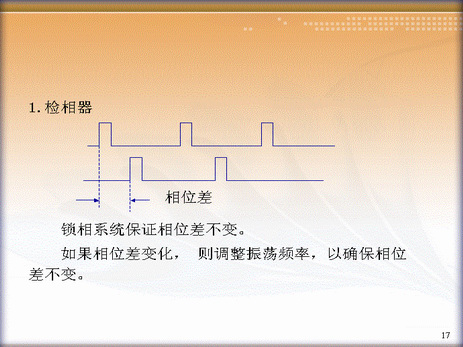 1.检相器
相位差
锁相系统保证相位差不变。
如果相位差变化， 则调整振荡频率，以确保相位
差不变。
17